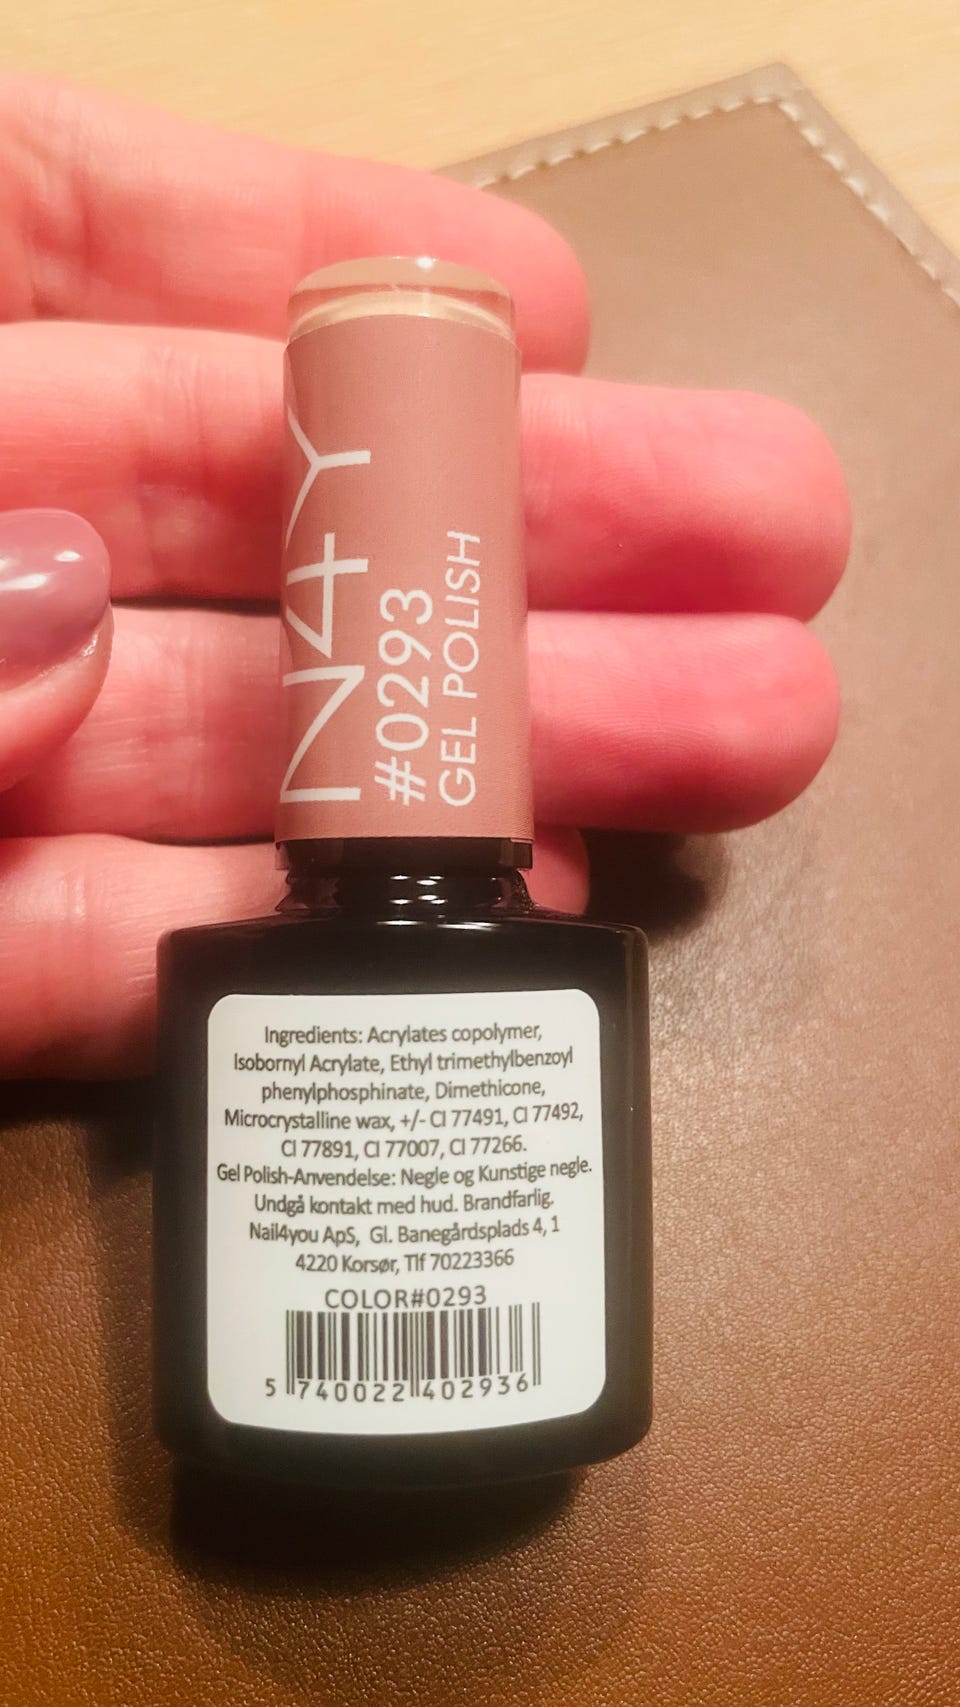 N4Y
#0293
GEL POLISH
Ingredients: Acrylates copolymer,
Isobornyl Acrylate, Ethyl trimethylbenzoyl
phenylphosphinate, Dimethicone,
Microcrystalline wax, +/- CI 77491, CI 77492,
CI 77891, CI 77007, CI 77266.
Gel Polish-Anvendelse: Negle og Kunstige negle.
Undgå kontakt med hud. Brandfarlig.
Nail4you ApS, Gl. Banegårdsplads 4, 1
4220 Korsør, Tlf 70223366
COLOR#0293
5 740022 402936